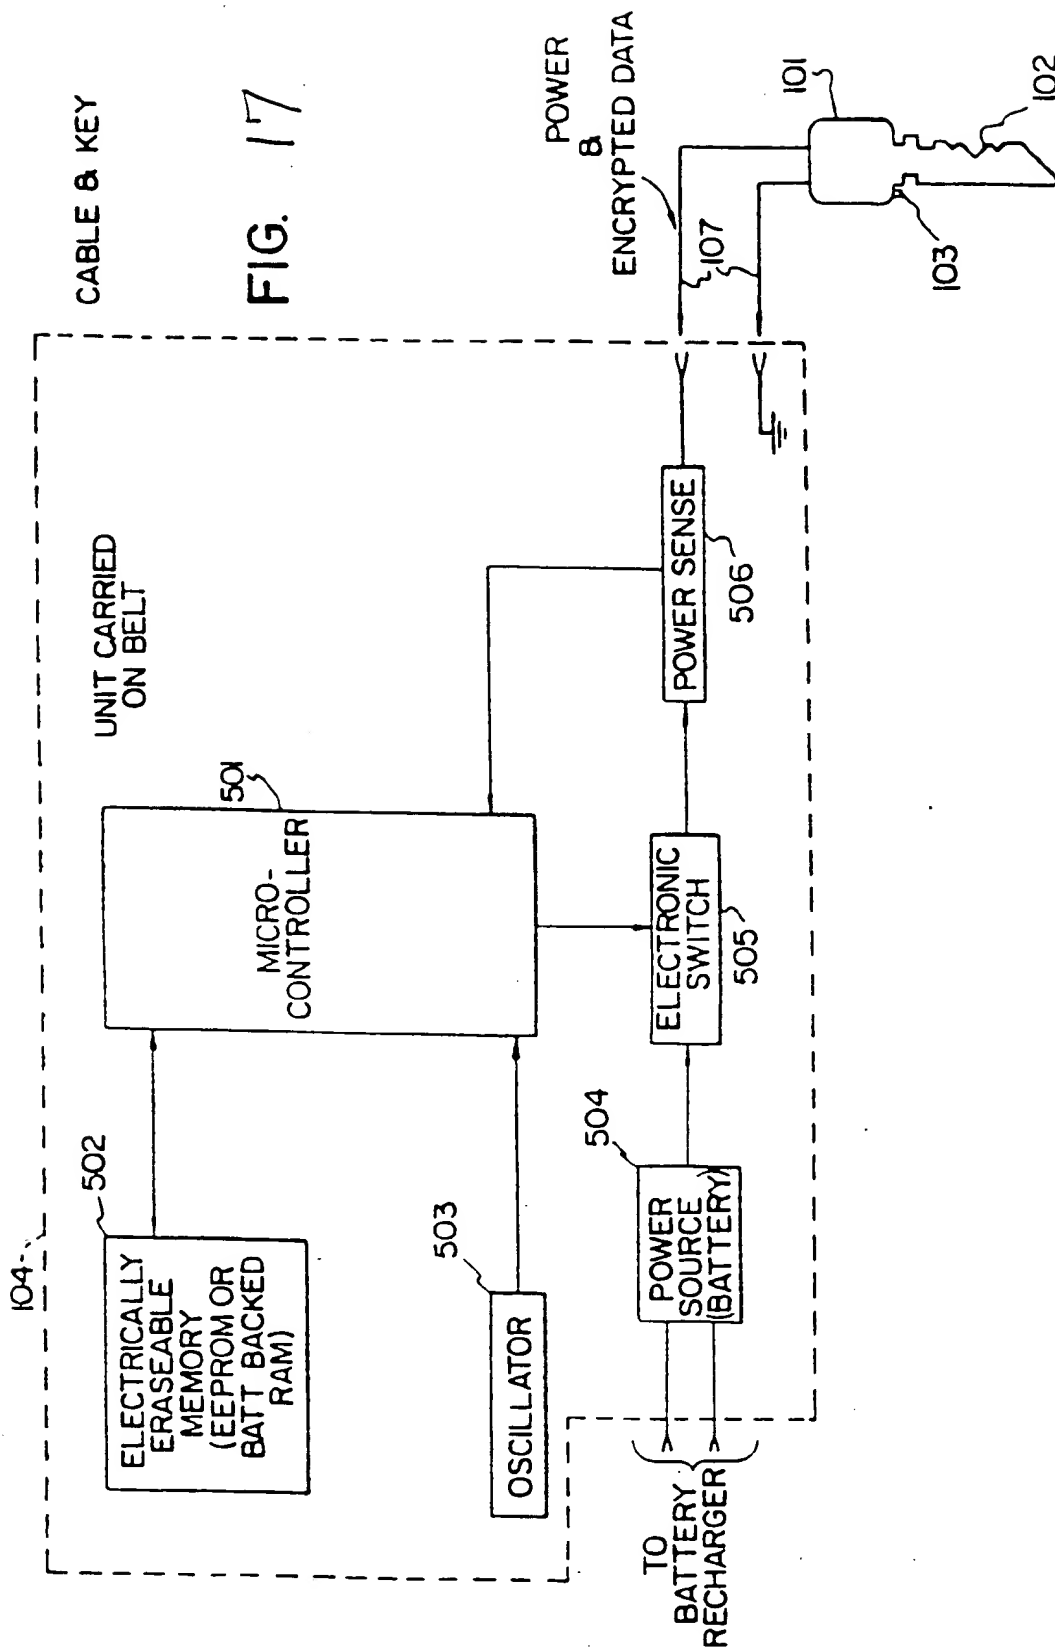 CABLE & KEY
FIG. 17
104
UNIT CARRIED
ON BELT
502
ELECTRICALLY
ERASEABLE
MEMORY
(EEPROM OR
BATT BACKED
RAM)
501
MICRO-
CONTROLLER
503
OSCILLATOR
504
POWER
SOURCE
(BATTERY)
ELECTRONIC
SWITCH
505
POWER SENSE
506
TO
BATTERY
RECHARGER
POWER
&
ENCRYPTED DATA
107
101
103
102